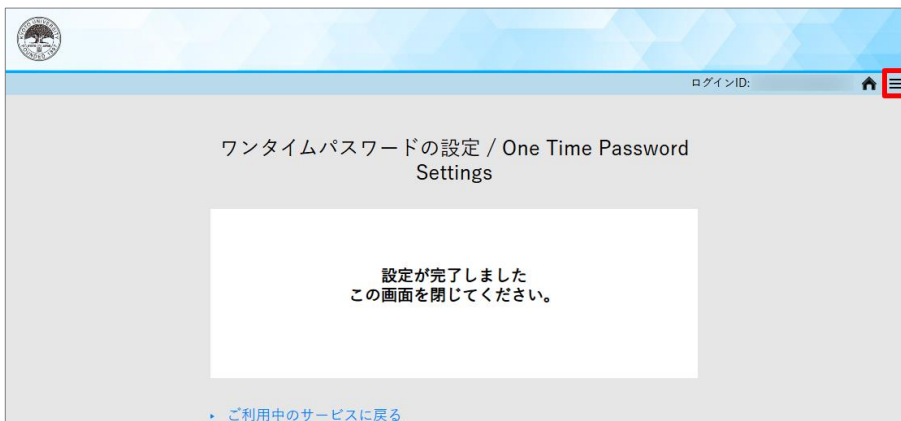 ログインID:
ワンタイムパスワードの設定 / One Time Password
Settings
設定が完了しました
この画面を閉じてください。
ご利用中のサービスに戻る